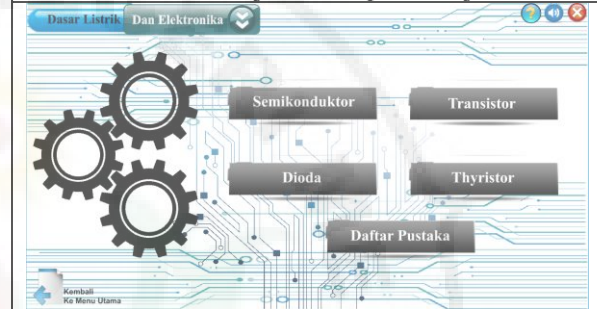 Dasar Listrik Dan Elektronika
Semikonduktor
Transistor
Dioda
Thyristor
Daftar Pustaka
Kembali
Ke Menu Utama